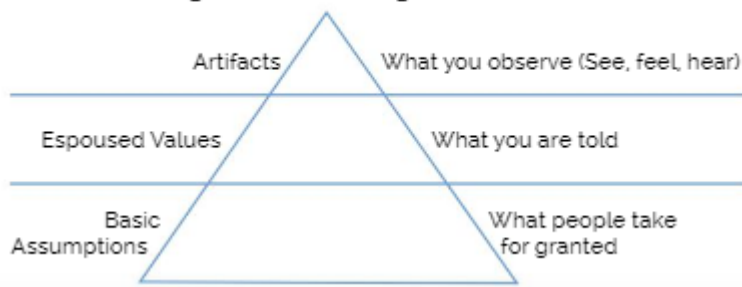 Artifacts What you observe (See, feel, hear)
Espoused Values What you are told
Basic
Assumptions
What people take
for granted